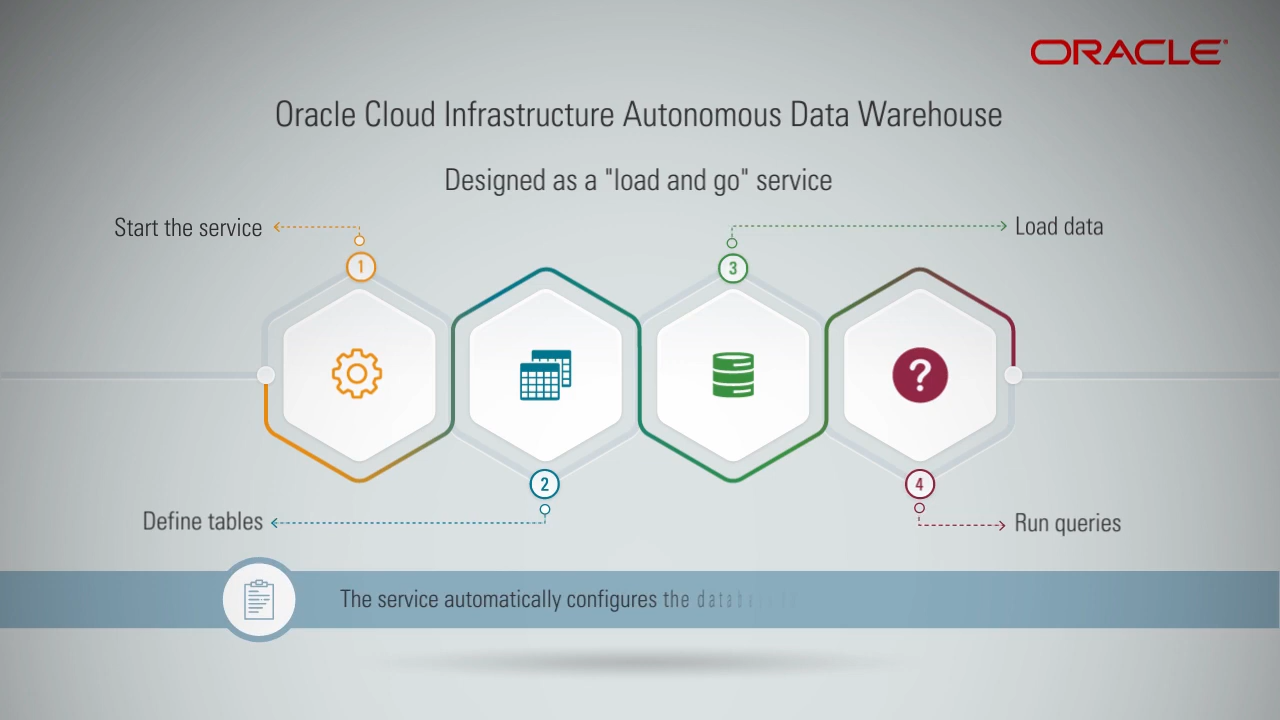 ORACLE
Oracle Cloud Infrastructure Autonomous Data Warehouse
Designed as a "load and go" service
Start the service
Load data
1
3
2
4
Define tables
Run queries
The service automatically configures the